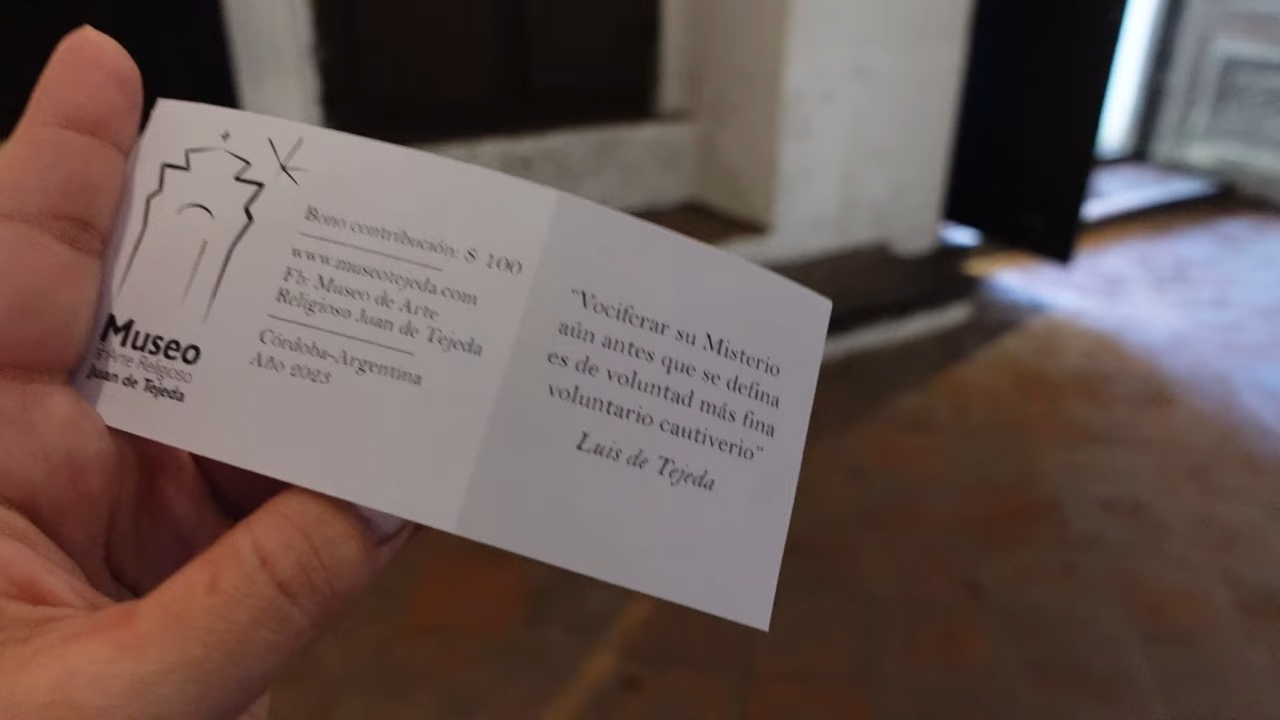 Museo
de Arte Religioso
Juan de Tejeda
Bono contribución: $ 100
www.museotejeda.com
Fb: Museo de Arte
Religioso Juan de Tejeda
Córdoba-Argentina
Año 2023
“Vociferar su Misterio
aún antes que se defina
es de voluntad más fina
voluntario cautiverio”
Luis de Tejeda